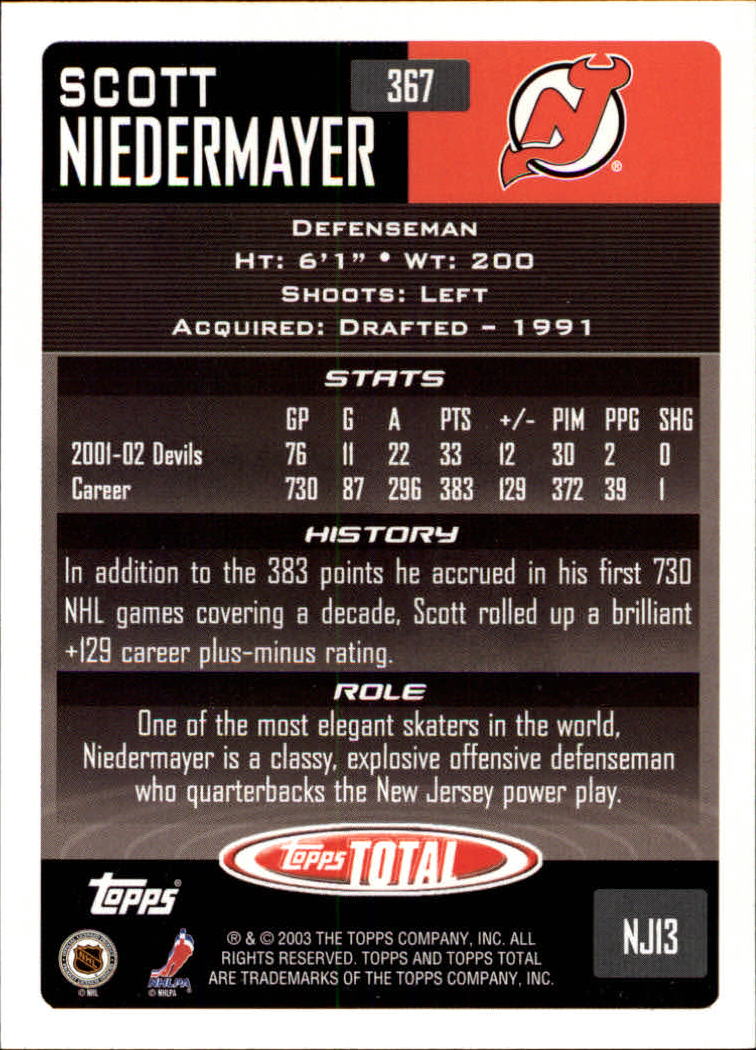 SCOTT
367
NIEDERMAYER
N
®
DEFENSEMAN
HT: 6'1" • WT: 200
SHOOTS: LEFT
ACQUIRED: DRAFTED – 1991
STATS
GP G A PTS +/- PIM PPG SHG
2001-02 Devils 76 11 22 33 12 30 2 0
Career 730 87 296 383 129 372 39 1
HISTORY
In addition to the 383 points he accrued in his first 730
NHL games covering a decade, Scott rolled up a brilliant
+129 career plus-minus rating.
ROLE
One of the most elegant skaters in the world,
Niedermayer is a classy, explosive offensive defenseman
who quarterbacks the New Jersey power play.
topps TOTAL
topps®
NJ13
® & © 2003 THE TOPPS COMPANY, INC. ALL
RIGHTS RESERVED. TOPPS AND TOPPS TOTAL
ARE TRADEMARKS OF THE TOPPS COMPANY, INC.
NHL
NHLPA
© NHL
© NHLPA